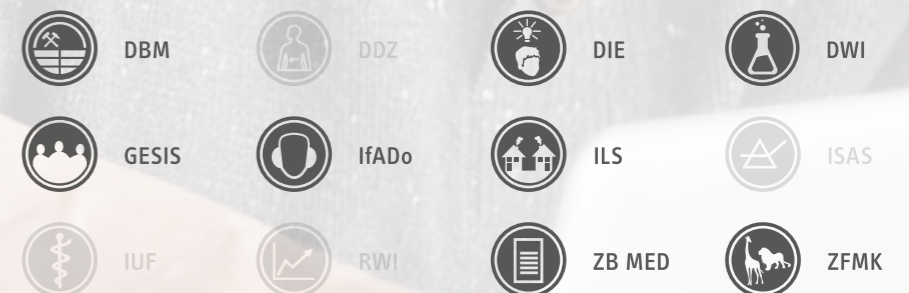 DBM
DDZ
DIE
DWI
GESIS
IfADo
ILS
ISAS
IUF
RWI
ZB MED
ZFMK